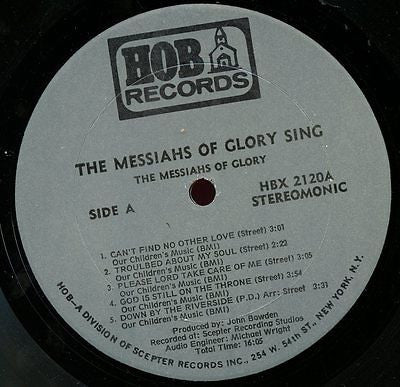 HOB
RECORDS
THE MESSIAHS OF GLORY SING
THE MESSIAHS OF GLORY
SIDE A
HBX 2120A
STEREOMONIC
1. CAN'T FIND NO OTHER LOVE (Street) 3:01
Our Children's Music (BMI)
2. TROULBED ABOUT MY SOUL (Street) 2:22
Our Children's Music (BMI)
3. PLEASE LORD TAKE CARE OF ME (Street) 3:05
Our Children's Music (BMI)
4. GOD IS STILL ON THE THRONE (Street) 3:54
Our Children's Music (BMI)
5. DOWN BY THE RIVERSIDE (P.D.) Arr: Street 3:31
Our Children's Music (BMI)
Produced by: John Bowden
Recorded at: Scepter Recording Studios
Audio Engineer: Michael Wright
Total Time: 16:05
HOB—A DIVISION OF SCEPTER RECORDS INC., 254 W. 54th ST., NEW YORK, N.Y.